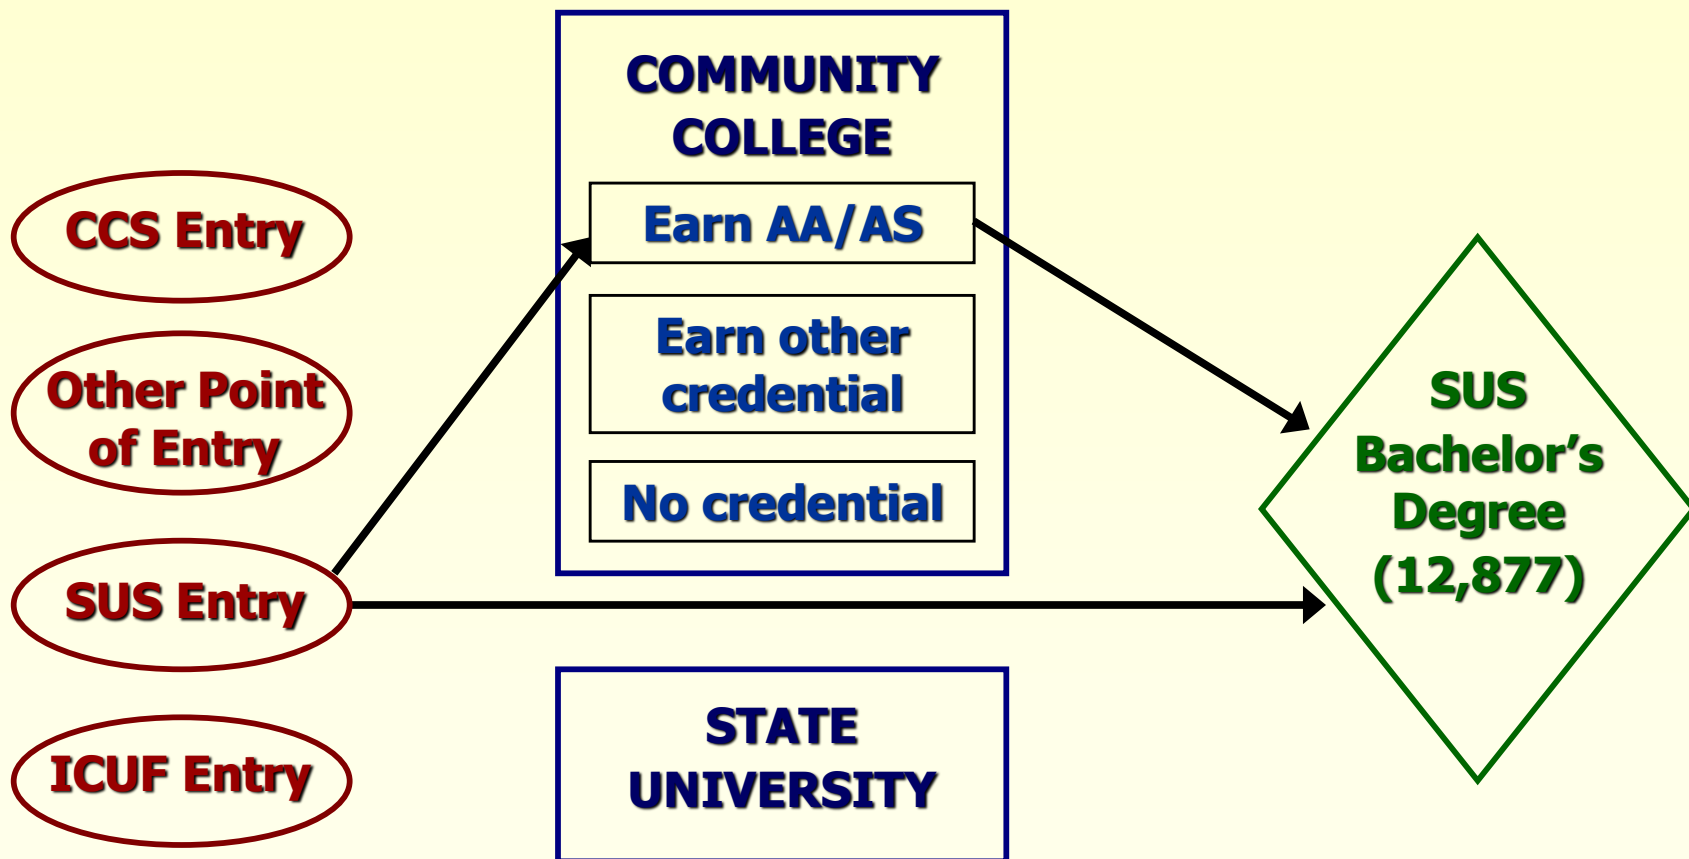 COMMUNITY
COLLEGE
CCS Entry
Earn AA/AS
Other Point
of Entry
Earn other
credential
No credential
SUS Entry
SUS
Bachelor’s
Degree
(12,877)
ICUF Entry
STATE
UNIVERSITY